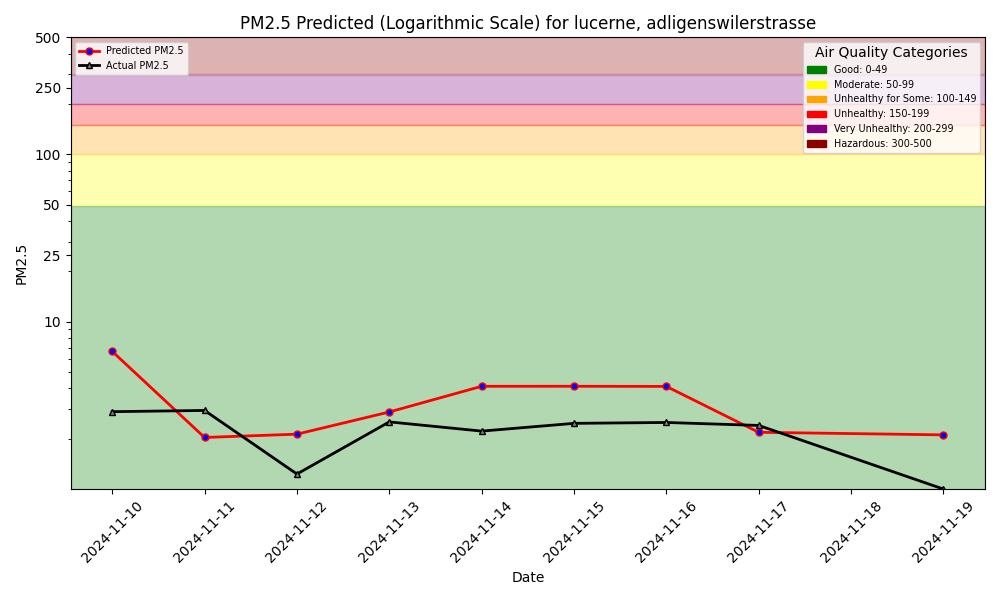 PM2.5 Predicted (Logarithmic Scale) for lucerne, adligenswilerstrasse
Predicted PM2.5
Actual PM2.5
Air Quality Categories
Good: 0-49
Moderate: 50-99
Unhealthy for Some: 100-149
Unhealthy: 150-199
Very Unhealthy: 200-299
Hazardous: 300-500
500
250
100
50
25
10
PM2.5
2024-11-10
2024-11-11
2024-11-12
2024-11-13
2024-11-14
2024-11-15
2024-11-16
2024-11-17
2024-11-18
2024-11-19
Date